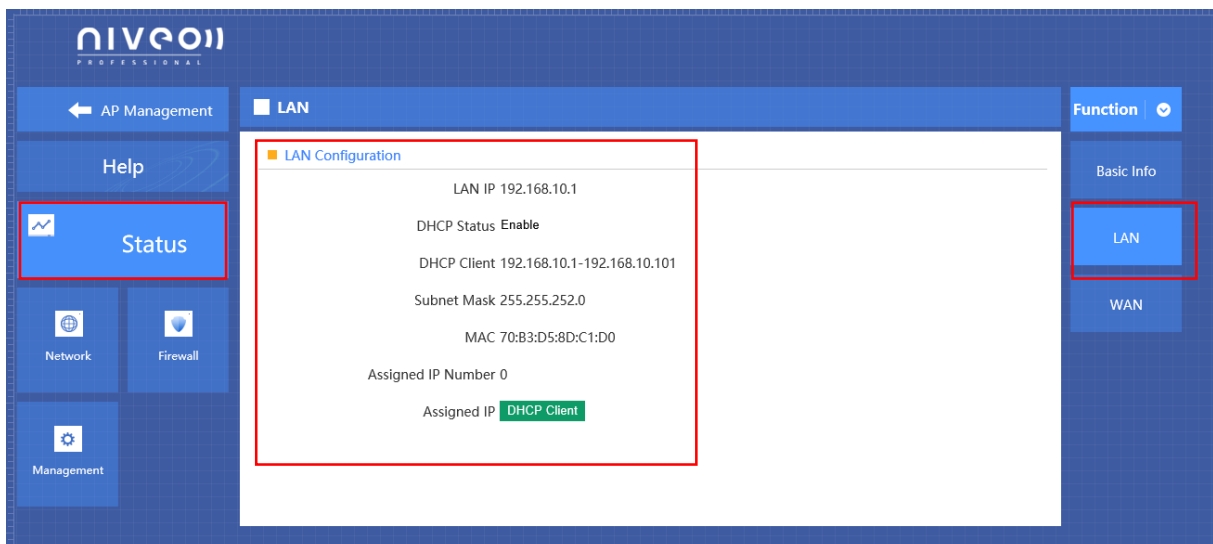 niveo
PROFESSIONAL
AP Management
LAN
Function
Help
LAN Configuration
Basic Info
LAN IP 192.168.10.1
Status
DHCP Status Enable
LAN
DHCP Client 192.168.10.1-192.168.10.101
Subnet Mask 255.255.252.0
WAN
MAC 70:B3:D5:8D:C1:D0
Network
Firewall
Assigned IP Number 0
Assigned IP DHCP Client
Management